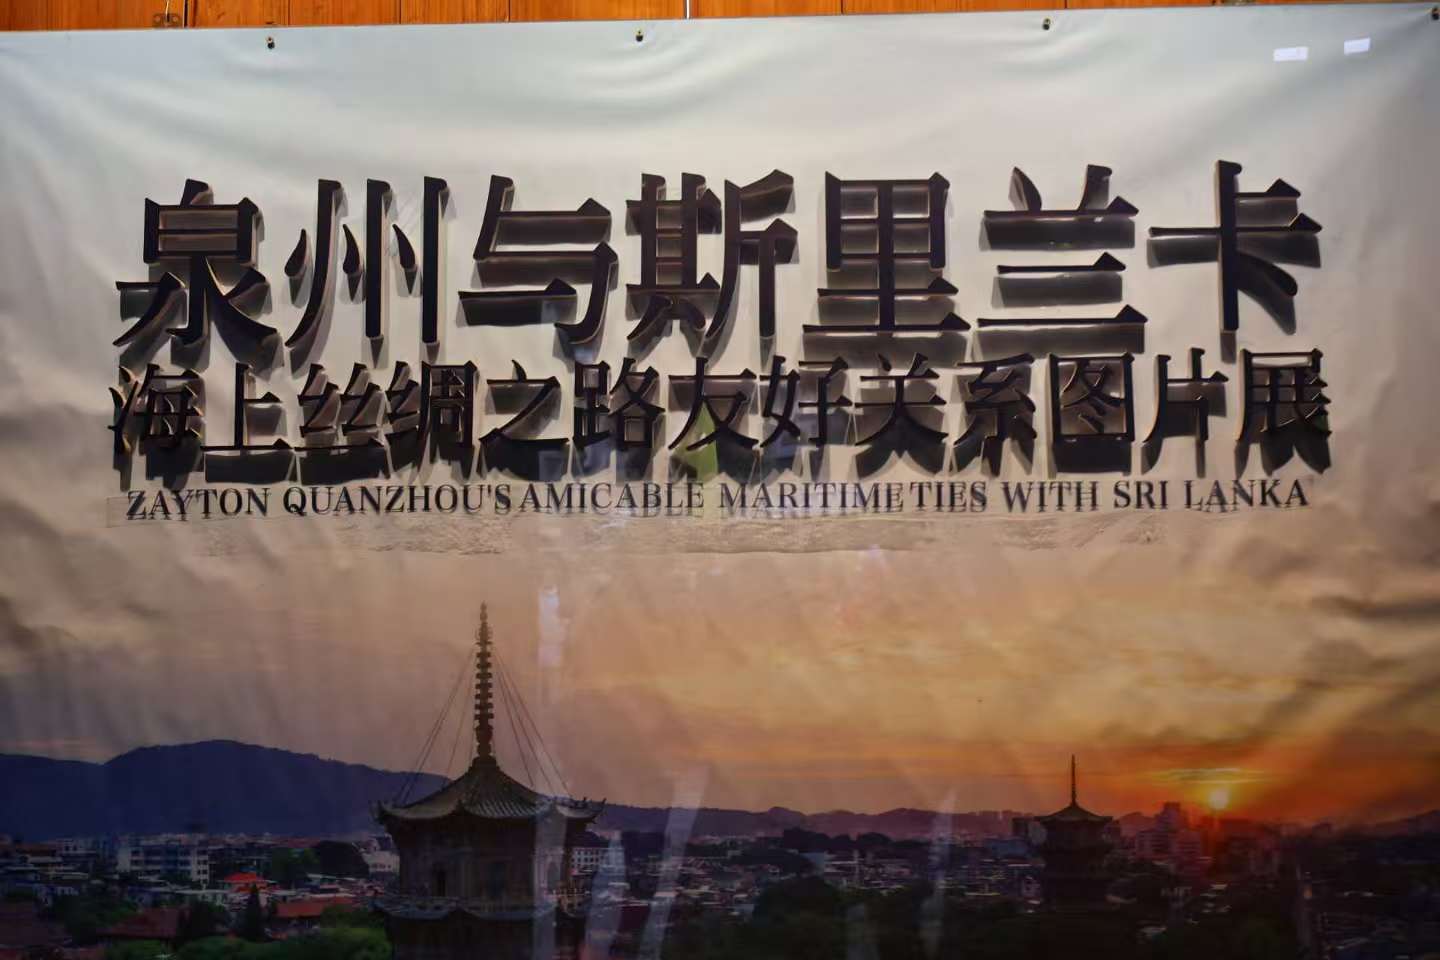 泉州与斯里兰卡
海上丝绸之路友好关系图片展
ZAYTON QUANZHOU'S AMICABLE MARITIME TIES WITH SRI LANKA